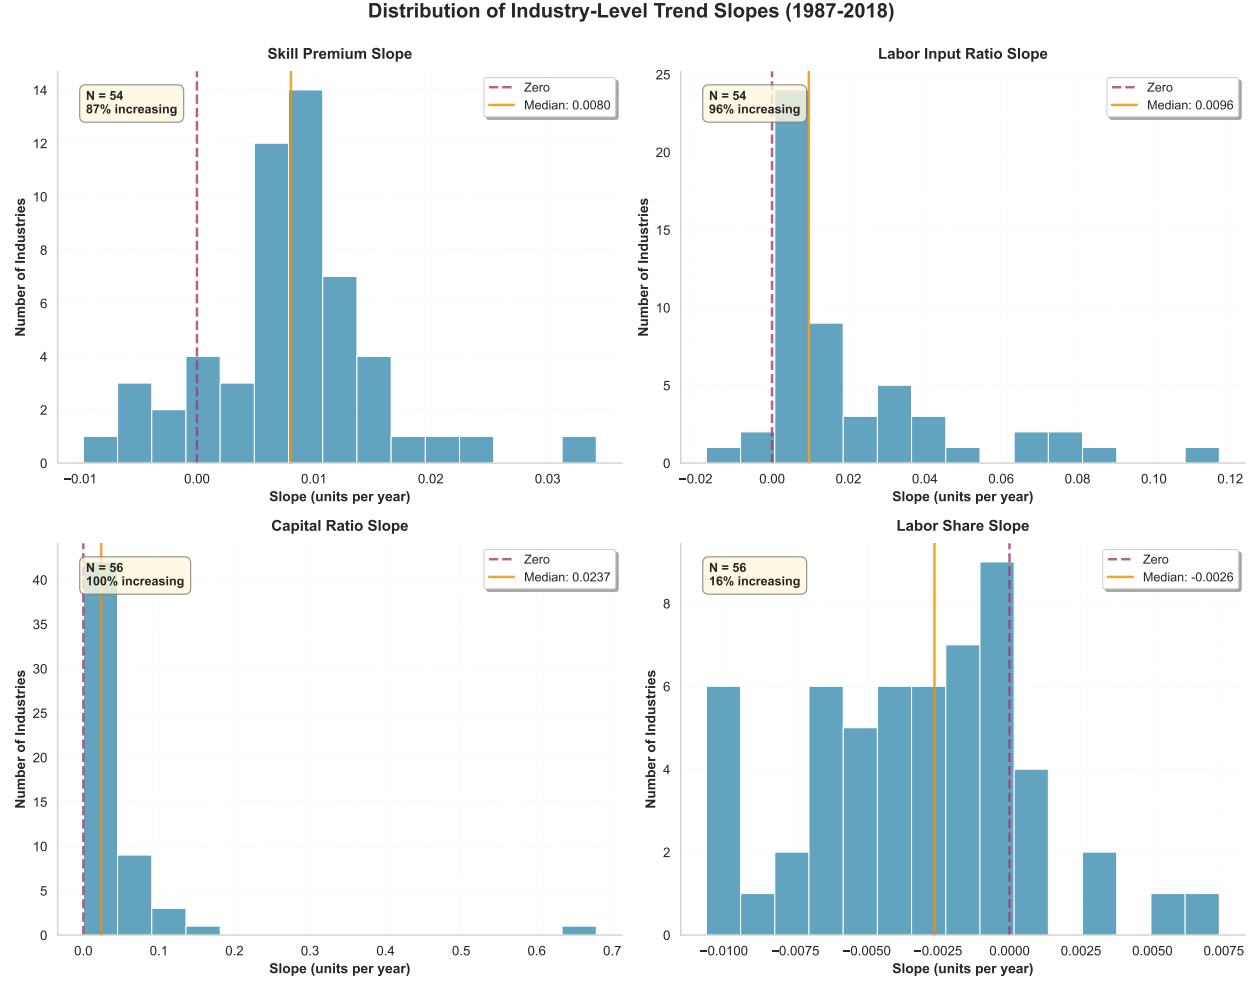 Distribution of Industry-Level Trend Slopes (1987-2018)
Skill Premium Slope
N = 54
87% increasing
Zero
Median: 0.0080
Number of Industries
14
12
10
8
6
4
2
0
−0.01
0.00
0.01
0.02
0.03
Slope (units per year)
Labor Input Ratio Slope
N = 54
96% increasing
Zero
Median: 0.0096
Number of Industries
25
20
15
10
5
0
−0.02
0.00
0.02
0.04
0.06
0.08
0.10
0.12
Slope (units per year)
Capital Ratio Slope
N = 56
100% increasing
Zero
Median: 0.0237
Number of Industries
40
35
30
25
20
15
10
5
0
0.0
0.1
0.2
0.3
0.4
0.5
0.6
0.7
Slope (units per year)
Labor Share Slope
N = 56
16% increasing
Zero
Median: -0.0026
Number of Industries
8
6
4
2
0
−0.0100
−0.0075
−0.0050
−0.0025
0.0000
0.0025
0.0050
0.0075
Slope (units per year)